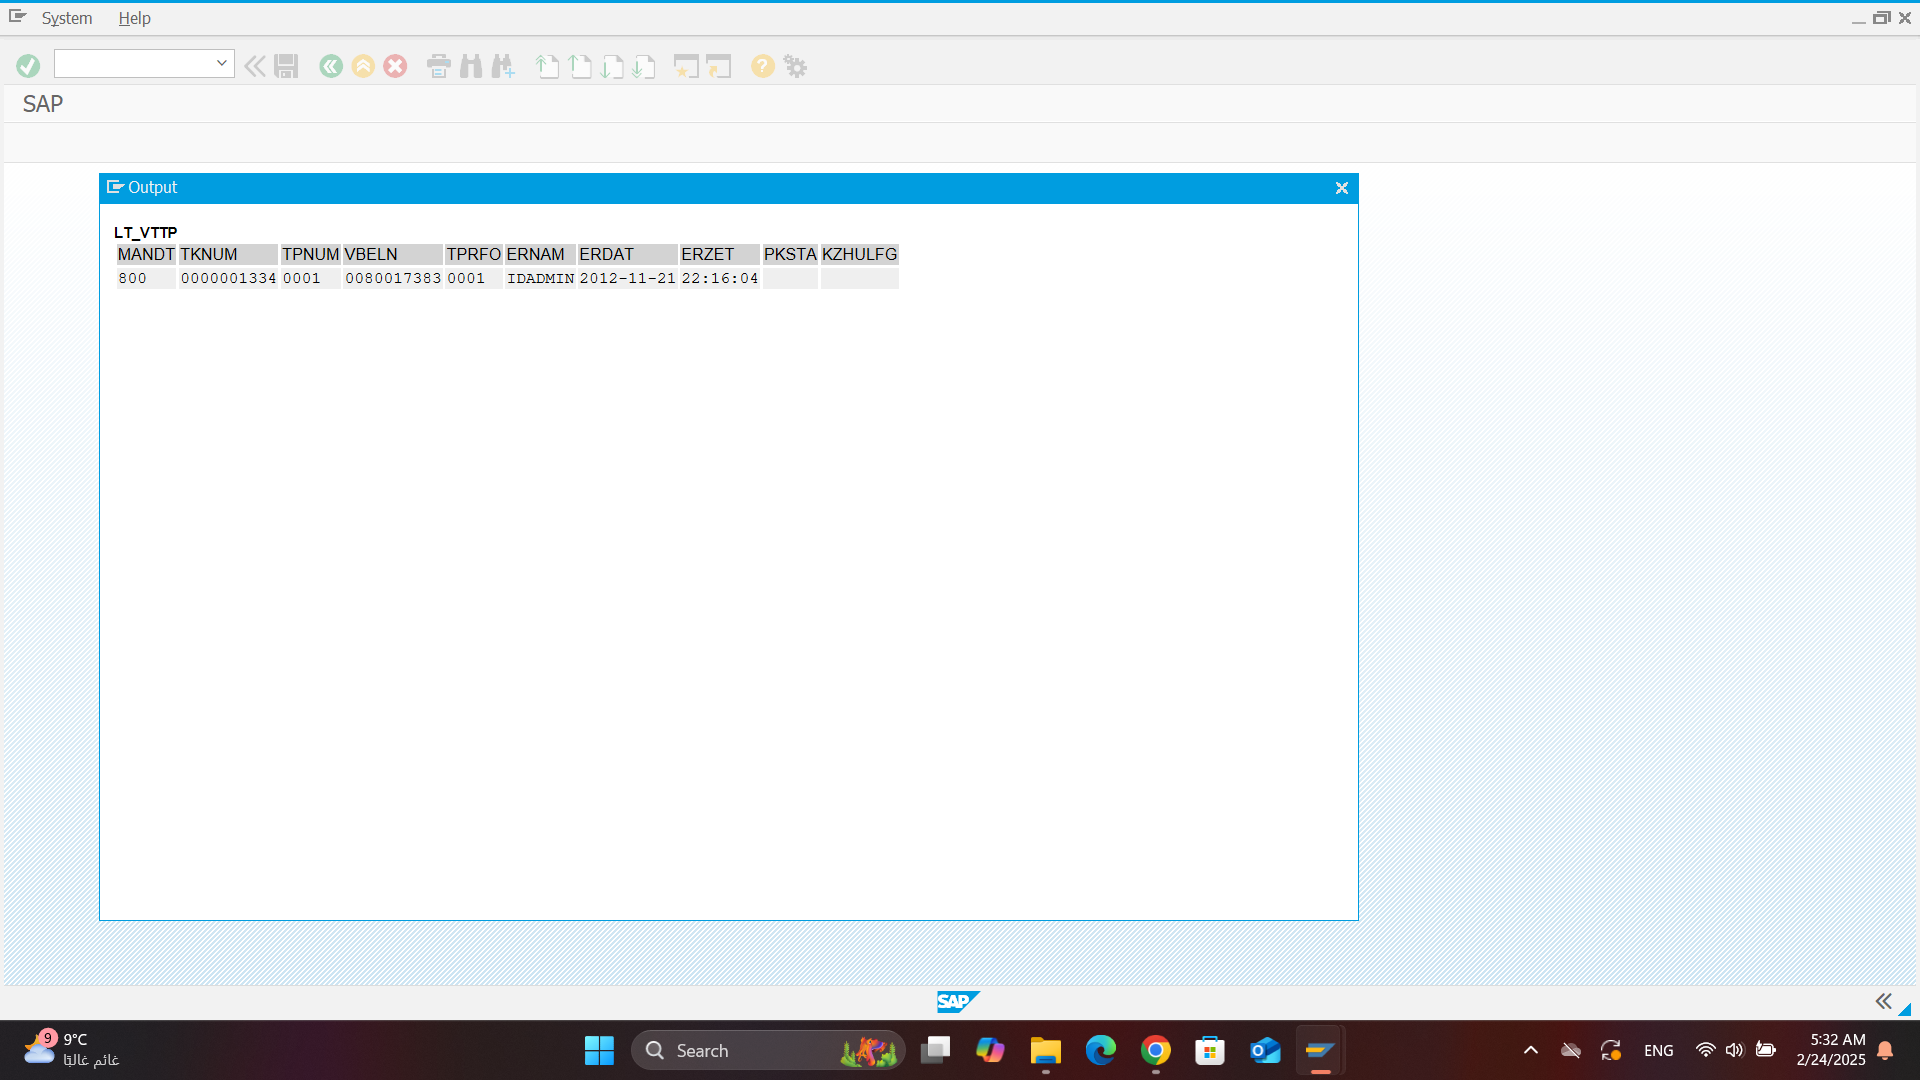 System Help
SAP
Output
LT_VTTP
MANDT TKNUM TPNUM VBELN TPRFO ERNAM ERDAT ERZET PKSTA KZHULFG
800 0000001334 0001 0080017383 0001 IDADMIN 2012-11-21 22:16:04
SAP
9
9°C
غائم غالبًا
Search
ENG
5:32 AM
2/24/2025